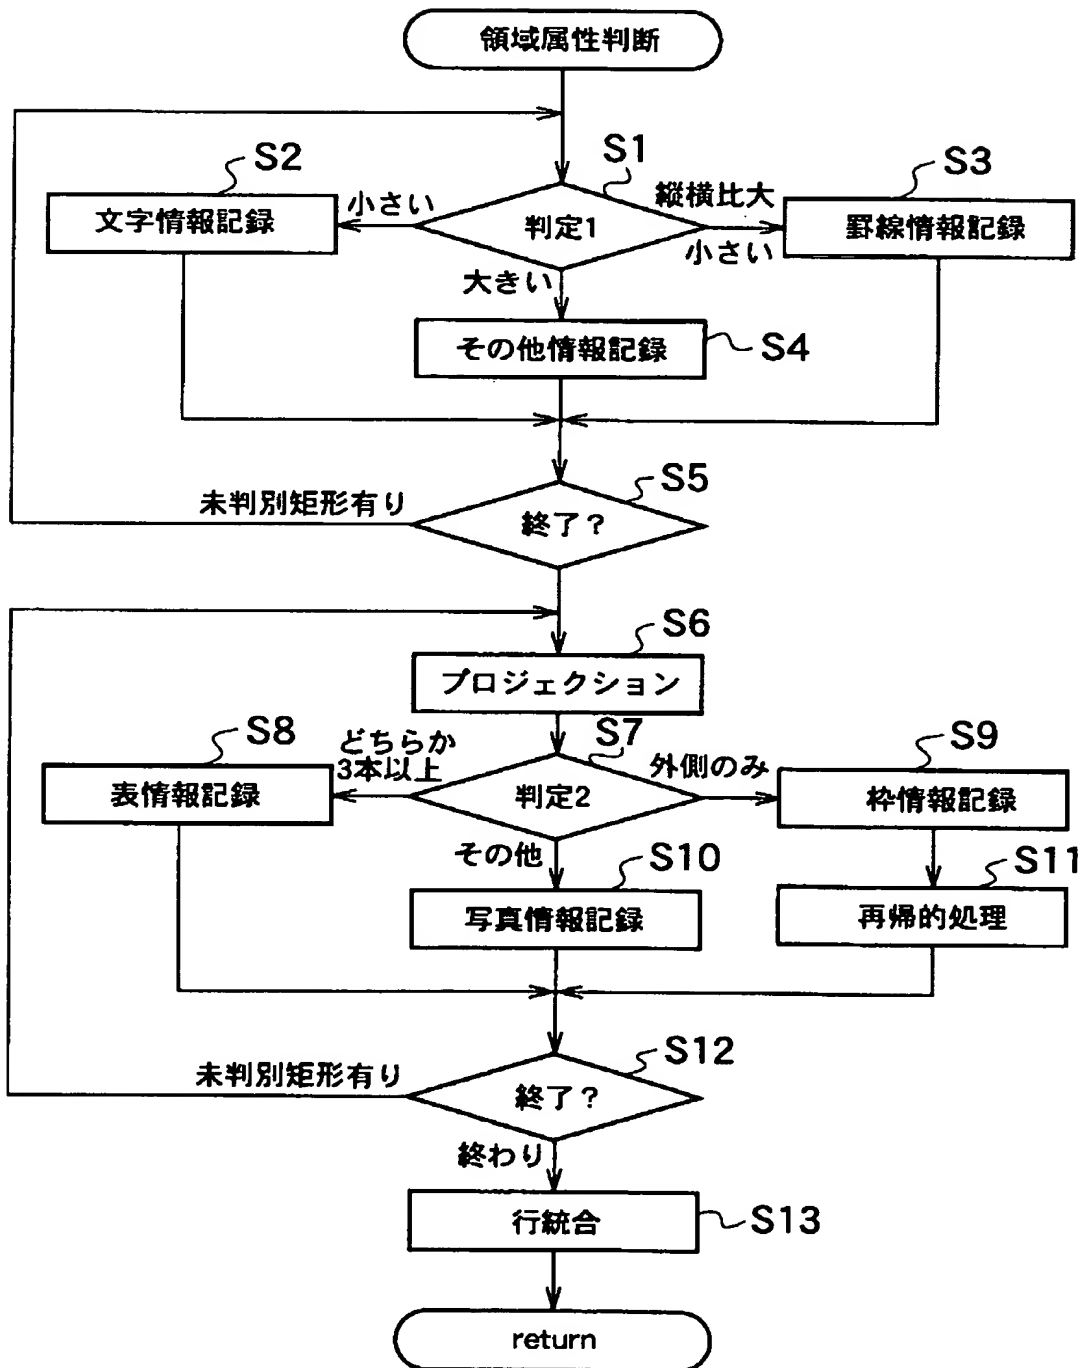 領域属性判断
S1
S2
S3
小さい
縦横比大
小さい
文字情報記録
判定1
罫線情報記録
大きい
その他情報記録
S4
S5
未判別矩形有り
終了?
S6
プロジェクション
S7
S8
どちらか
3本以上
外側のみ
S9
表情報記録
判定2
枠情報記録
その他
S10
S11
写真情報記録
再帰的処理
S12
未判別矩形有り
終了?
終わり
行統合
S13
return